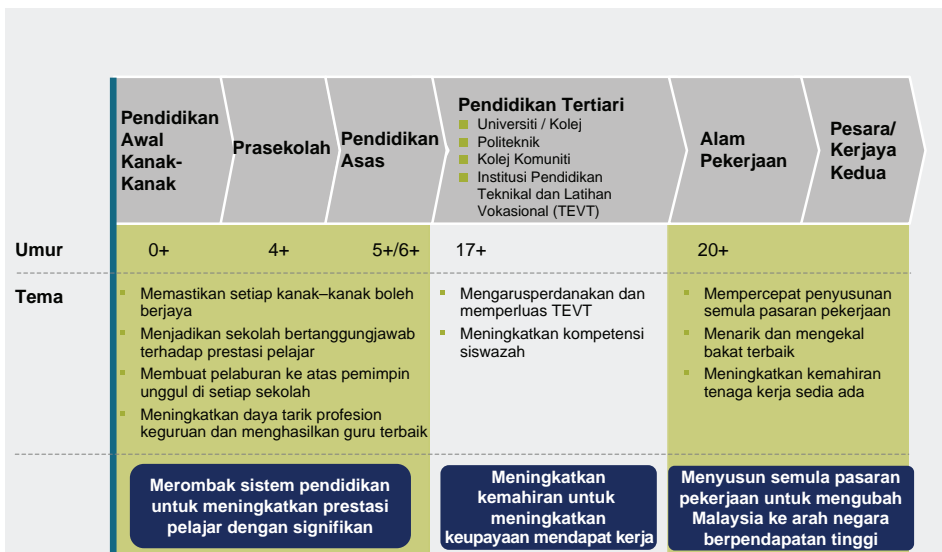 Pendidikan
Awal
Kanak-
Kanak
Prasekolah
Pendidikan
Asas
Pendidikan Tertiari
Universiti / Kolej
Politeknik
Kolej Komuniti
Institusi Pendidikan
Teknikal dan Latihan
Vokasional (TEVT)
Alam
Pekerjaan
Pesara/
Kerjaya
Kedua
Umur
0+
4+
5+/6+
17+
20+
Tema
Memastikan setiap kanak–kanak boleh
berjaya
Menjadikan sekolah bertanggungjawab
terhadap prestasi pelajar
Membuat pelaburan ke atas pemimpin
unggul di setiap sekolah
Meningkatkan daya tarik profesion
keguruan dan menghasilkan guru terbaik
Mengarusperdanakan dan
memperluas TEVT
Meningkatkan kompetensi
siswazah
Mempercepat penyusunan
semula pasaran pekerjaan
Menarik dan mengekal
bakat terbaik
Meningkatkan kemahiran
tenaga kerja sedia ada
Merombak sistem pendidikan
untuk meningkatkan prestasi
pelajar dengan signifikan
Meningkatkan
kemahiran untuk
meningkatkan
keupayaan mendapat kerja
Menyusun semula pasaran
pekerjaan untuk mengubah
Malaysia ke arah negara
berpendapatan tinggi